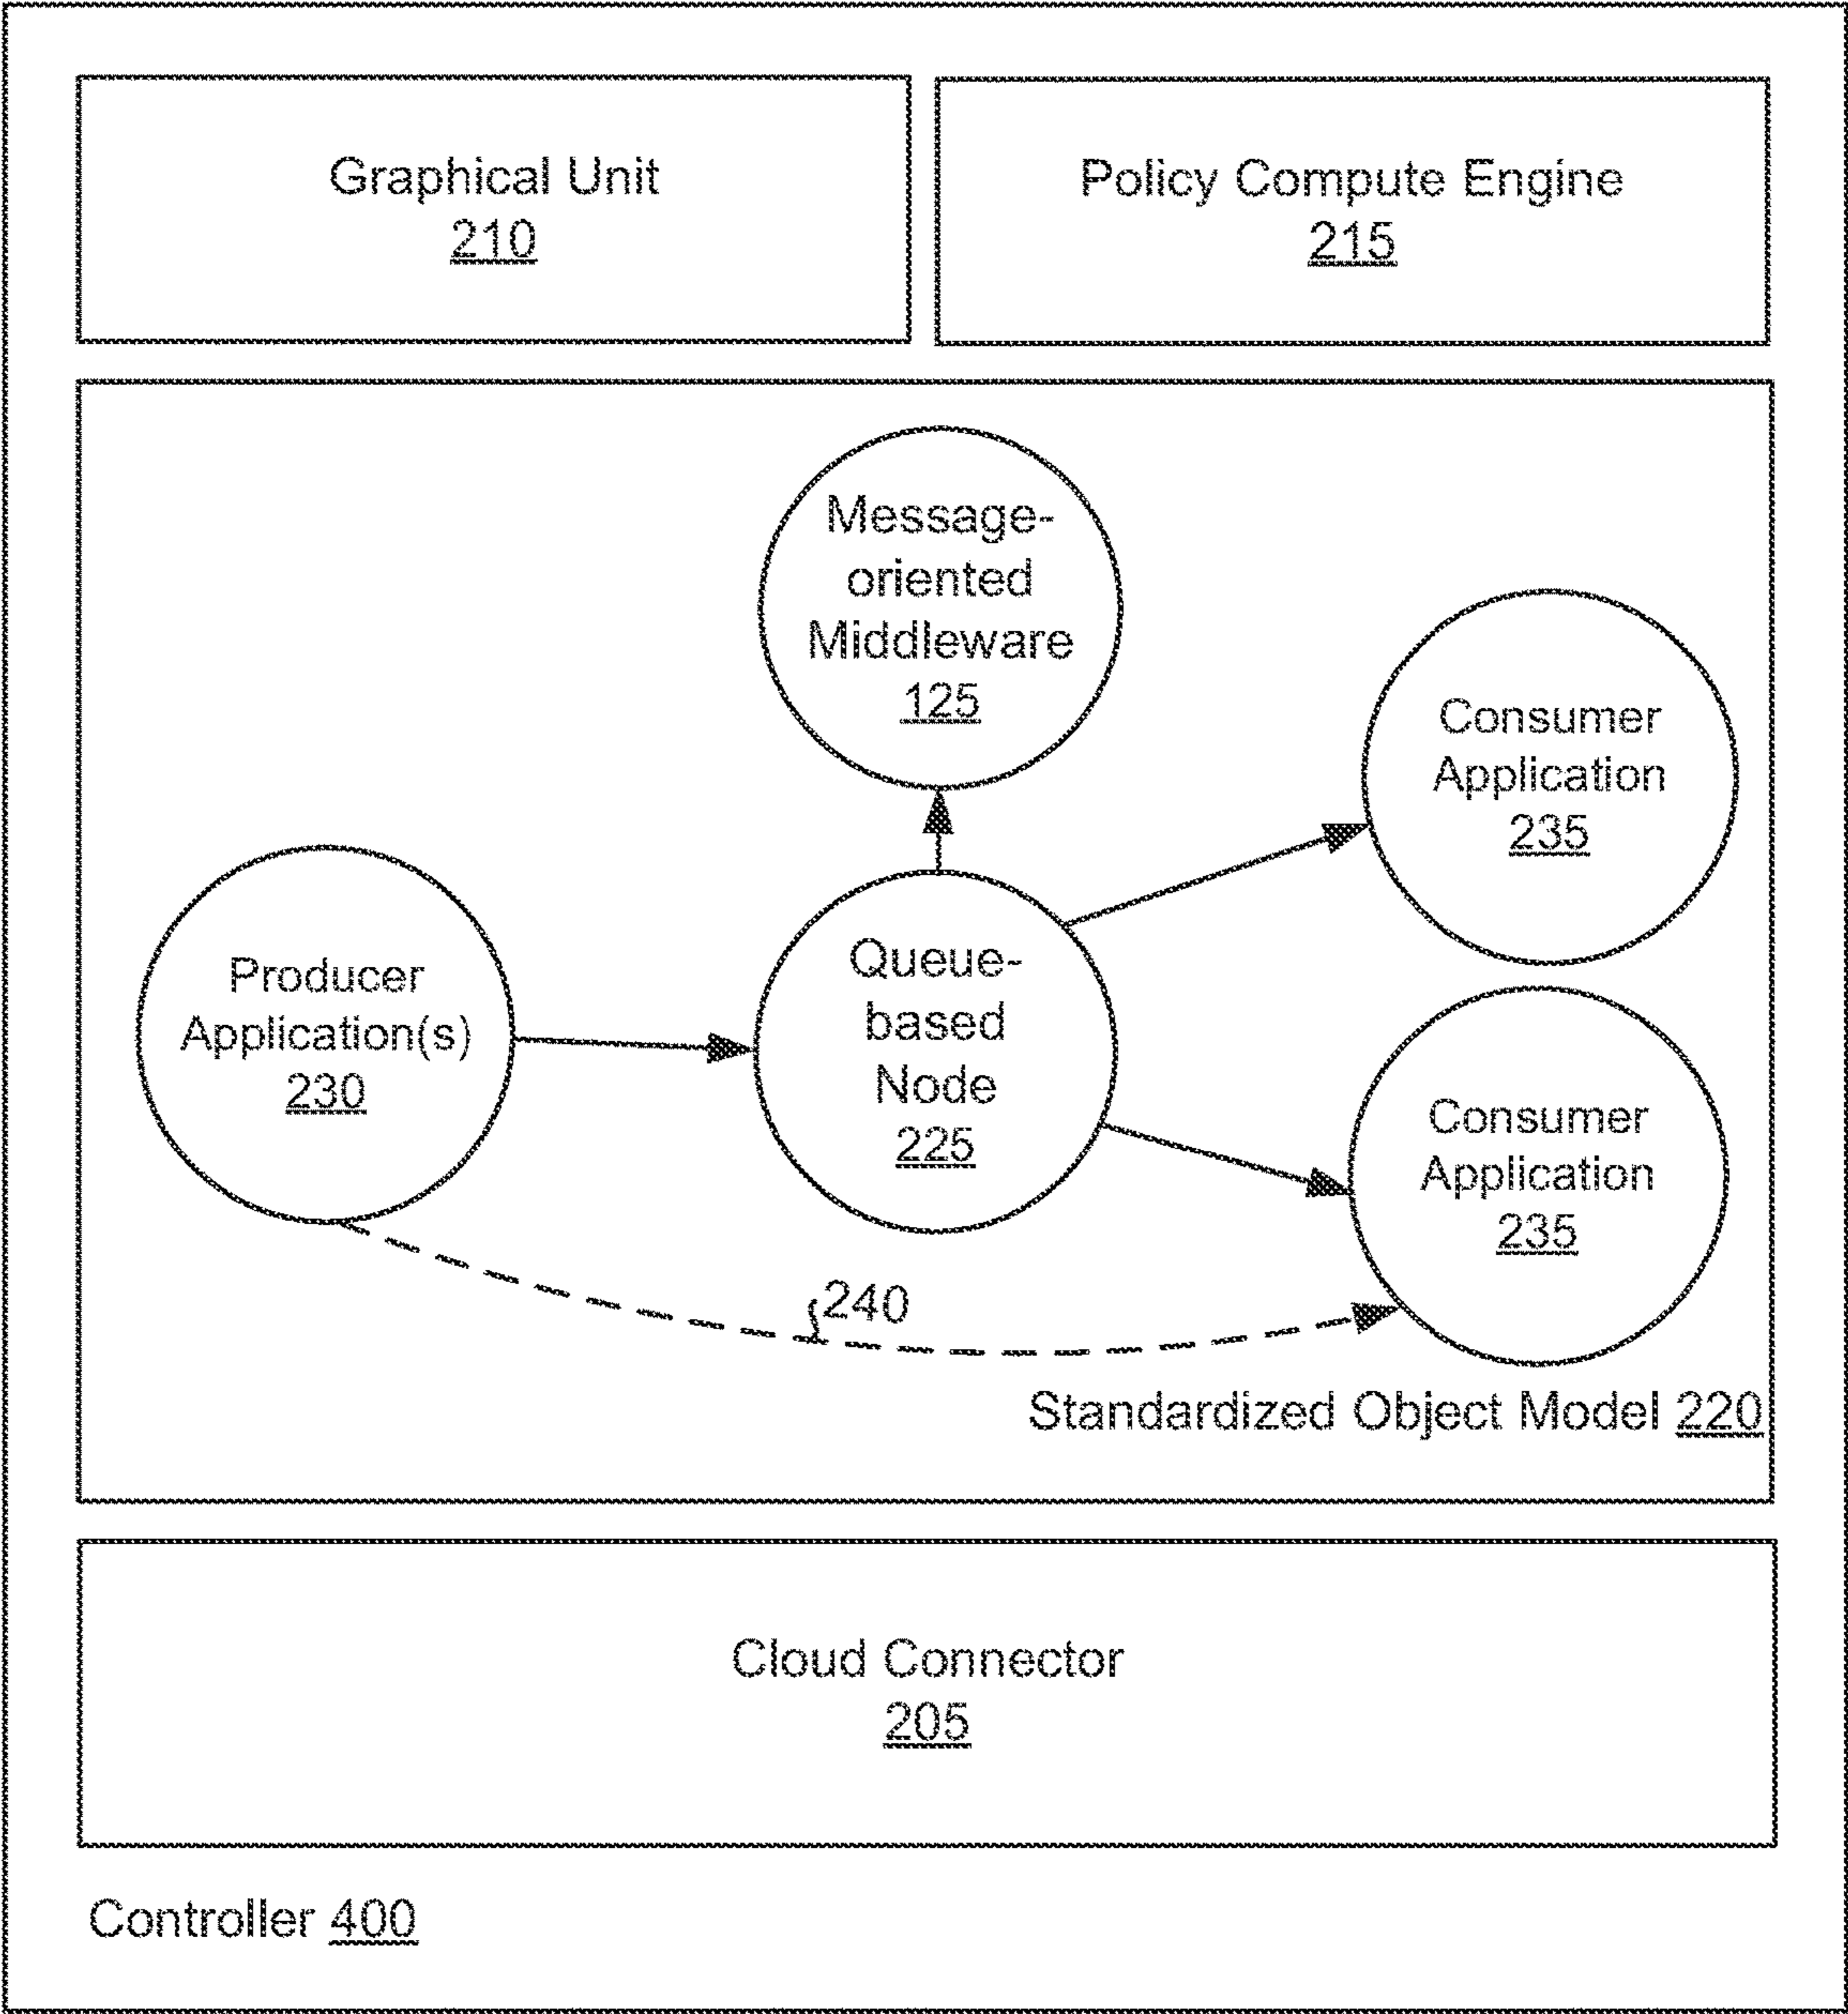 Graphical Unit
210
Policy Compute Engine
215
Message-
oriented
Middleware
125
Consumer
Application
235
Producer
Application(s)
230
Queue-
based
Node
225
Consumer
Application
235
240
Standardized Object Model 220
Cloud Connector
205
Controller 400